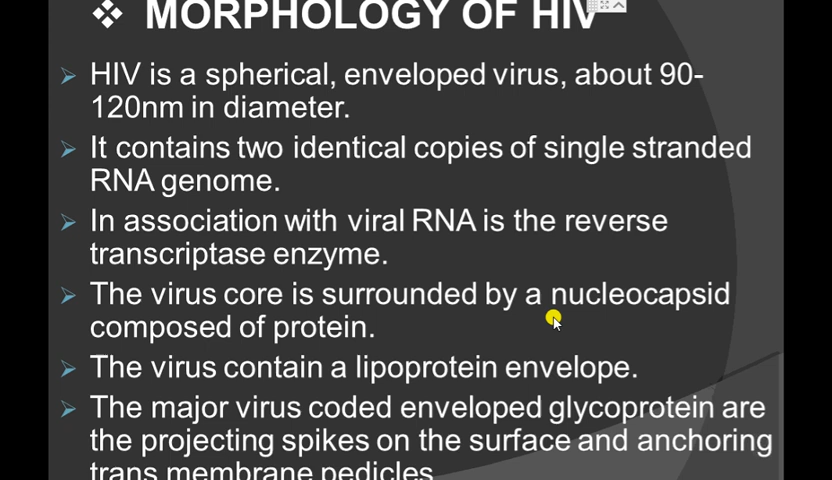 ❖ MORPHOLOGY OF HIV
➢ HIV is a spherical, enveloped virus, about 90-
120nm in diameter.
➢ It contains two identical copies of single stranded
RNA genome.
➢ In association with viral RNA is the reverse
transcriptase enzyme.
➢ The virus core is surrounded by a nucleocapsid
composed of protein.
➢ The virus contain a lipoprotein envelope.
➢ The major virus coded enveloped glycoprotein are
the projecting spikes on the surface and anchoring
trans membrane pedicles